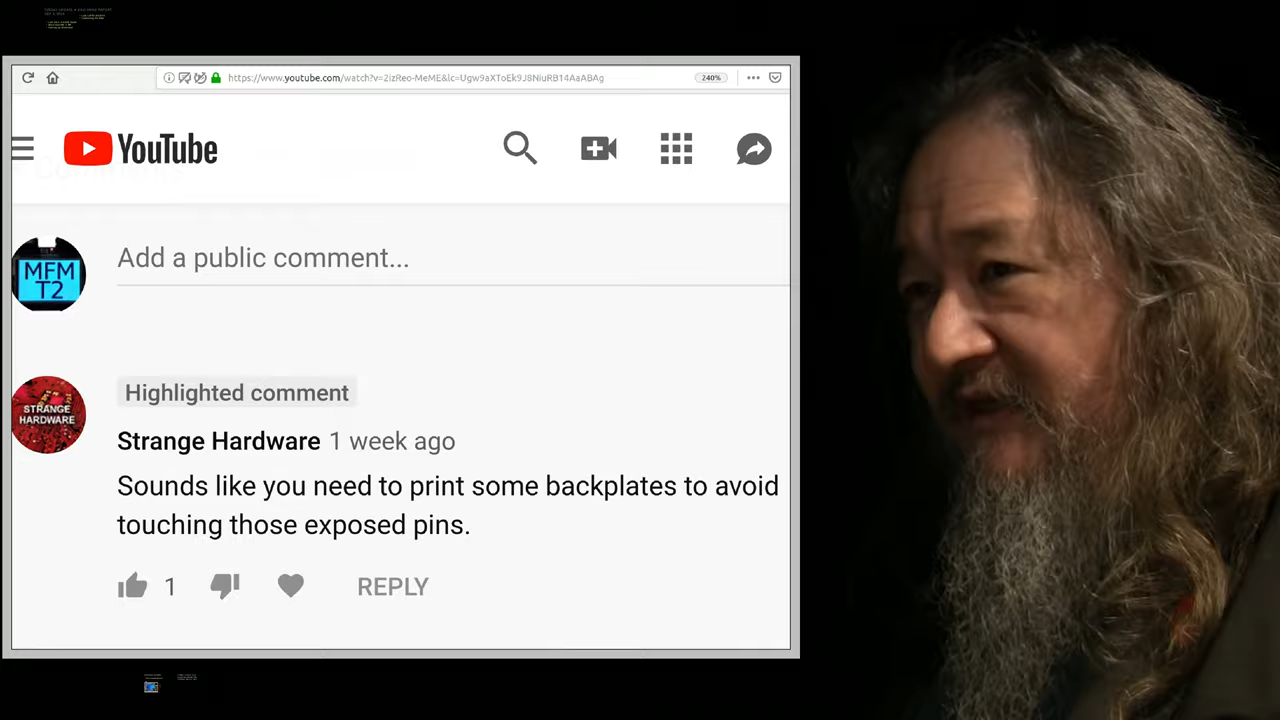 https://www.youtube.com/watch?v=2izReo-MeME&lc=Ugw9aXToEk9J8NiuRB14AaABAg
240%
YouTube
Add a public comment...
MFM
T2
Highlighted comment
STRANGE
HARDWARE
Strange Hardware 1 week ago
Sounds like you need to print some backplates to avoid
touching those exposed pins.
1
REPLY